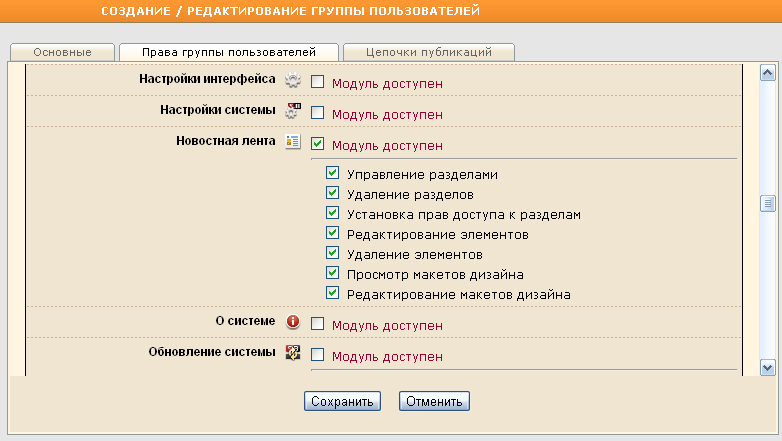 СОЗДАНИЕ / РЕДАКТИРОВАНИЕ ГРУППЫ ПОЛЬЗОВАТЕЛЕЙ
Основные Права группы пользователей Цепочки публикаций
Настройки интерфейса Модуль доступен
Настройки системы Модуль доступен
Новостная лента Модуль доступен
Управление разделами
Удаление разделов
Установка прав доступа к разделам
Редактирование элементов
Удаление элементов
Просмотр макетов дизайна
Редактирование макетов дизайна
О системе Модуль доступен
Обновление системы Модуль доступен
Сохранить Отменить